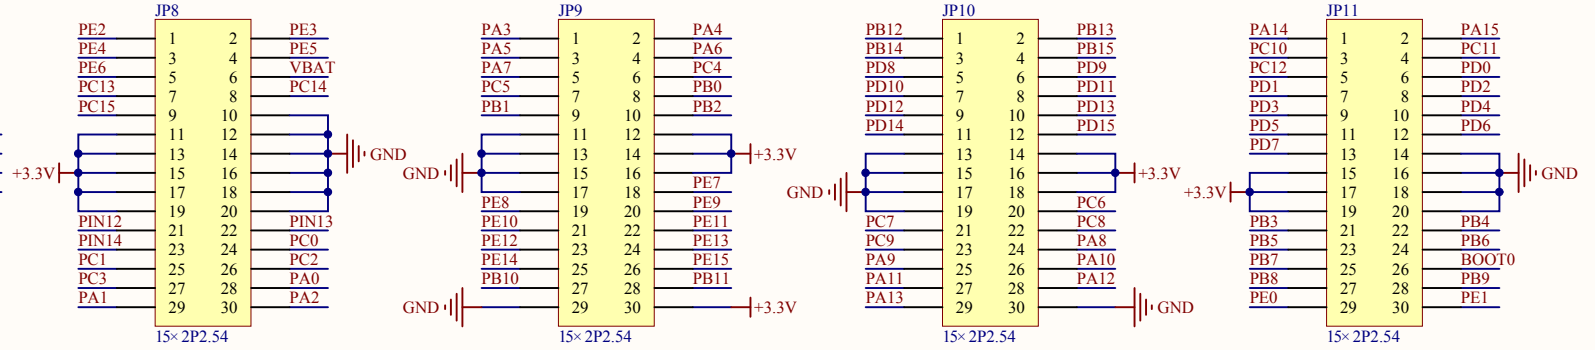 JP8
PE2 1 2 PE3
PE4 3 4 PE5
PE6 5 6 VBAT
PC13 7 8 PC14
PC15 9 10
11 12
13 14 GND
+3.3V 15 16
17 18
19 20
PIN12 21 22 PIN13
PIN14 23 24 PC0
PC1 25 26 PC2
PC3 27 28 PA0
PA1 29 30 PA2
15×2P2.54
JP9
PA3 1 2 PA4
PA5 3 4 PA6
PA7 5 6 PC4
PC5 7 8 PB0
PB1 9 10 PB2
11 12
13 14 +3.3V
GND 15 16
17 18 PE7
PE8 19 20 PE9
PE10 21 22 PE11
PE12 23 24 PE13
PE14 25 26 PE15
PB10 27 28 PB11
GND 29 30 +3.3V
15×2P2.54
JP10
PB12 1 2 PB13
PB14 3 4 PB15
PD8 5 6 PD9
PD10 7 8 PD11
PD12 9 10 PD13
PD14 11 12 PD15
13 14
15 16 +3.3V
GND 17 18
19 20 PC6
PC7 21 22 PC8
PC9 23 24 PA8
PA9 25 26 PA10
PA11 27 28 PA12
PA13 29 30 GND
15×2P2.54
JP11
PA14 1 2 PA15
PC10 3 4 PC11
PC12 5 6 PD0
PD1 7 8 PD2
PD3 9 10 PD4
PD5 11 12 PD6
PD7 13 14
15 16 GND
+3.3V 17 18
19 20
PB3 21 22 PB4
PB5 23 24 PB6
PB7 25 26 BOOT0
PB8 27 28 PB9
PE0 29 30 PE1
15×2P2.54